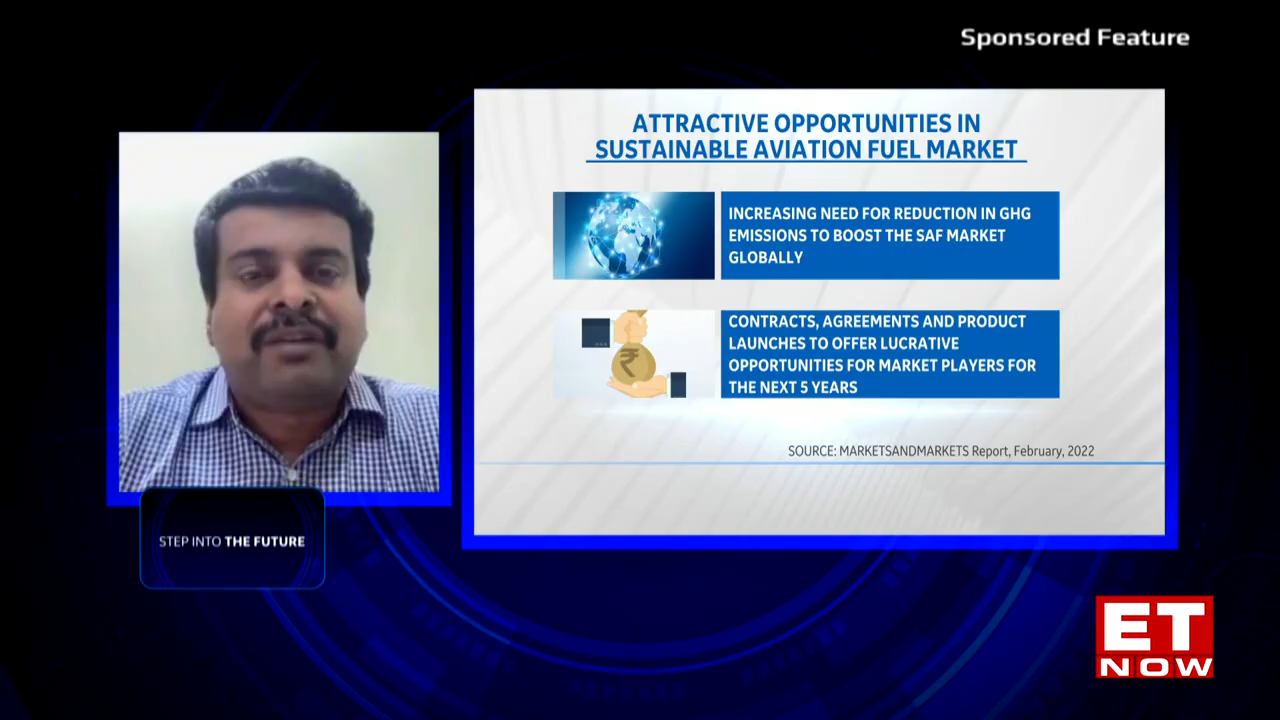 Sponsored Feature
ATTRACTIVE OPPORTUNITIES IN
SUSTAINABLE AVIATION FUEL MARKET
INCREASING NEED FOR REDUCTION IN GHG
EMISSIONS TO BOOST THE SAF MARKET
GLOBALLY
₹
CONTRACTS, AGREEMENTS AND PRODUCT
LAUNCHES TO OFFER LUCRATIVE
OPPORTUNITIES FOR MARKET PLAYERS FOR
THE NEXT 5 YEARS
SOURCE: MARKETSANDMARKETS Report, February, 2022
STEP INTO THE FUTURE
ET
NOW